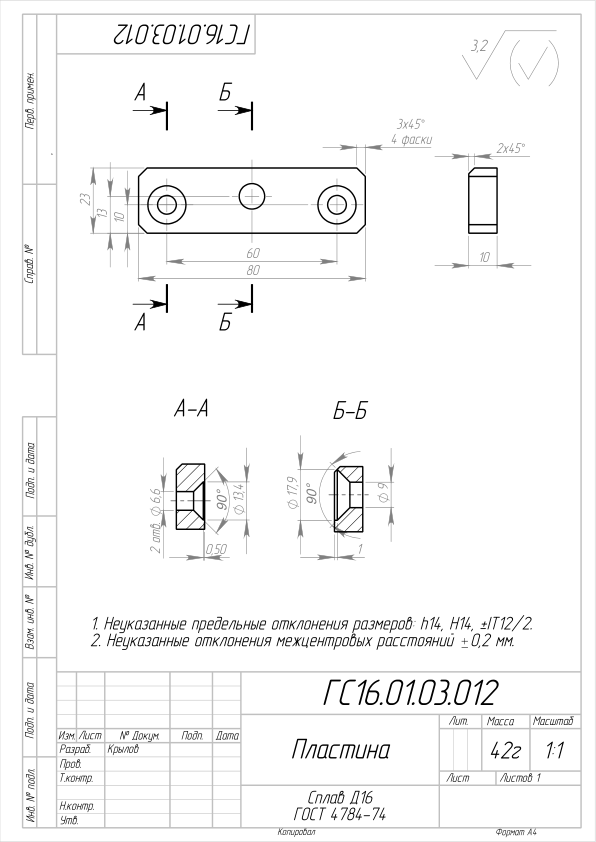 ГС16.01.03.012
3,2
Перв. примен.
Справ. №
Подп. и дата
Инв. № дубл.
Взам. инв. №
Подп. и дата
Инв. № подл.
А
Б
3х45°
4 фаски
2х45°
23
13
10
60
80
10
А
Б
А-А
Б-Б
2 отв. ∅ 6,6
90°
∅ 13,4
0,50
∅ 17,9
90°
∅ 9
1
1. Неуказанные предельные отклонения размеров: h14, H14, ±IT12/2.
2. Неуказанные отклонения межцентровых расстояний ±0,2 мм.
ГС16.01.03.012
Изм. Лист № Докум. Подп. Дата
Разраб. Крылов
Пров.
Т.контр.
Н.контр.
Утв.
Пластина
Лит. Масса Масштаб
42г 1:1
Лист Листов 1
Сплав Д16
ГОСТ 4784-74
Копировал Формат А4